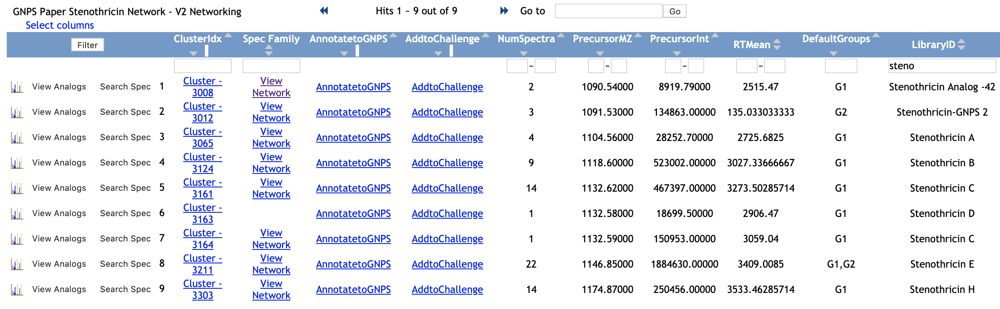 GNPS Paper Stenothricin Network - V2 Networking Hits 1 ~ 9 out of 9 Go to Go
Select columns
Filter ClusterIdx Spec Family AnnotatetoGNPS AddtoChallenge NumSpectra PrecursorMZ PrecursorInt RTMean DefaultGroups LibraryID
~ ~ ~ ~ steno
View Analogs Search Spec 1 Cluster - 3008 View Network AnnotatetoGNPS AddtoChallenge 2 1090.54000 8919.79000 2515.47 G1 Stenothricin Analog -42
View Analogs Search Spec 2 Cluster - 3012 View Network AnnotatetoGNPS AddtoChallenge 3 1091.53000 134863.00000 135.033033333 G2 Stenothricin-GNPS 2
View Analogs Search Spec 3 Cluster - 3065 View Network AnnotatetoGNPS AddtoChallenge 4 1104.56000 28252.70000 2725.6825 G1 Stenothricin A
View Analogs Search Spec 4 Cluster - 3124 View Network AnnotatetoGNPS AddtoChallenge 9 1118.60000 523002.00000 3027.33666667 G1 Stenothricin B
View Analogs Search Spec 5 Cluster - 3161 View Network AnnotatetoGNPS AddtoChallenge 14 1132.62000 467397.00000 3273.50285714 G1 Stenothricin C
View Analogs Search Spec 6 Cluster - 3163 AnnotatetoGNPS AddtoChallenge 1 1132.58000 18699.50000 2906.47 G1 Stenothricin D
View Analogs Search Spec 7 Cluster - 3164 View Network AnnotatetoGNPS AddtoChallenge 1 1132.59000 150953.00000 3059.04 G1 Stenothricin C
View Analogs Search Spec 8 Cluster - 3211 View Network AnnotatetoGNPS AddtoChallenge 22 1146.85000 1884630.00000 3409.0085 G1,G2 Stenothricin E
View Analogs Search Spec 9 Cluster - 3303 View Network AnnotatetoGNPS AddtoChallenge 14 1174.87000 250456.00000 3533.46285714 G1 Stenothricin H